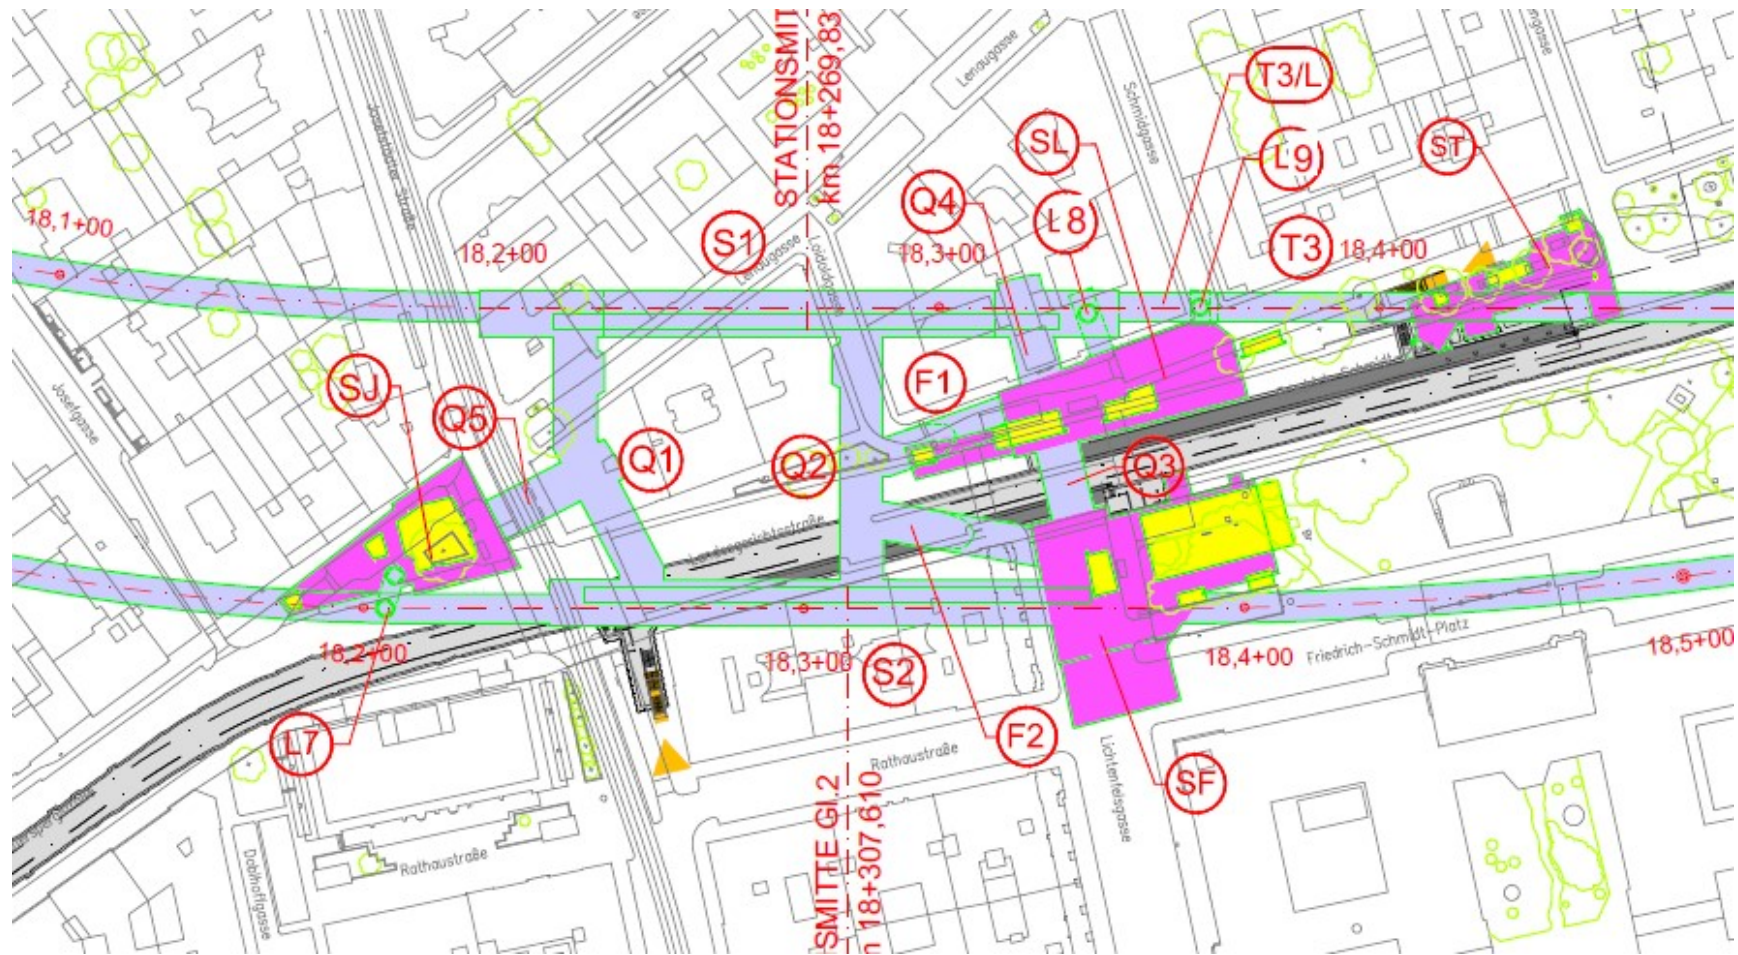 STATIONSMIT
km 18+269,83
Lenaugasse
Schmidgasse
Josefstädter Straße
T3/L
SL
L9
ST
Q4
L8
18,1+00
S1
T3
18,2+00
18,3+00
18,4+00
Lenaugasse
Loidoldgasse
Josefgasse
SJ
Q5
F1
Q1
Q2
Q3
Landesgerichtsstraße
18,2+00
18,3+00
S2
18,4+00
Friedrich-Schmidt-Platz
18,5+00
L7
F2
SF
Rathausstraße
Lichtenfelsgasse
Rathausstraße
Doblhoffgasse
SMITTE Gl.2
18+307,610